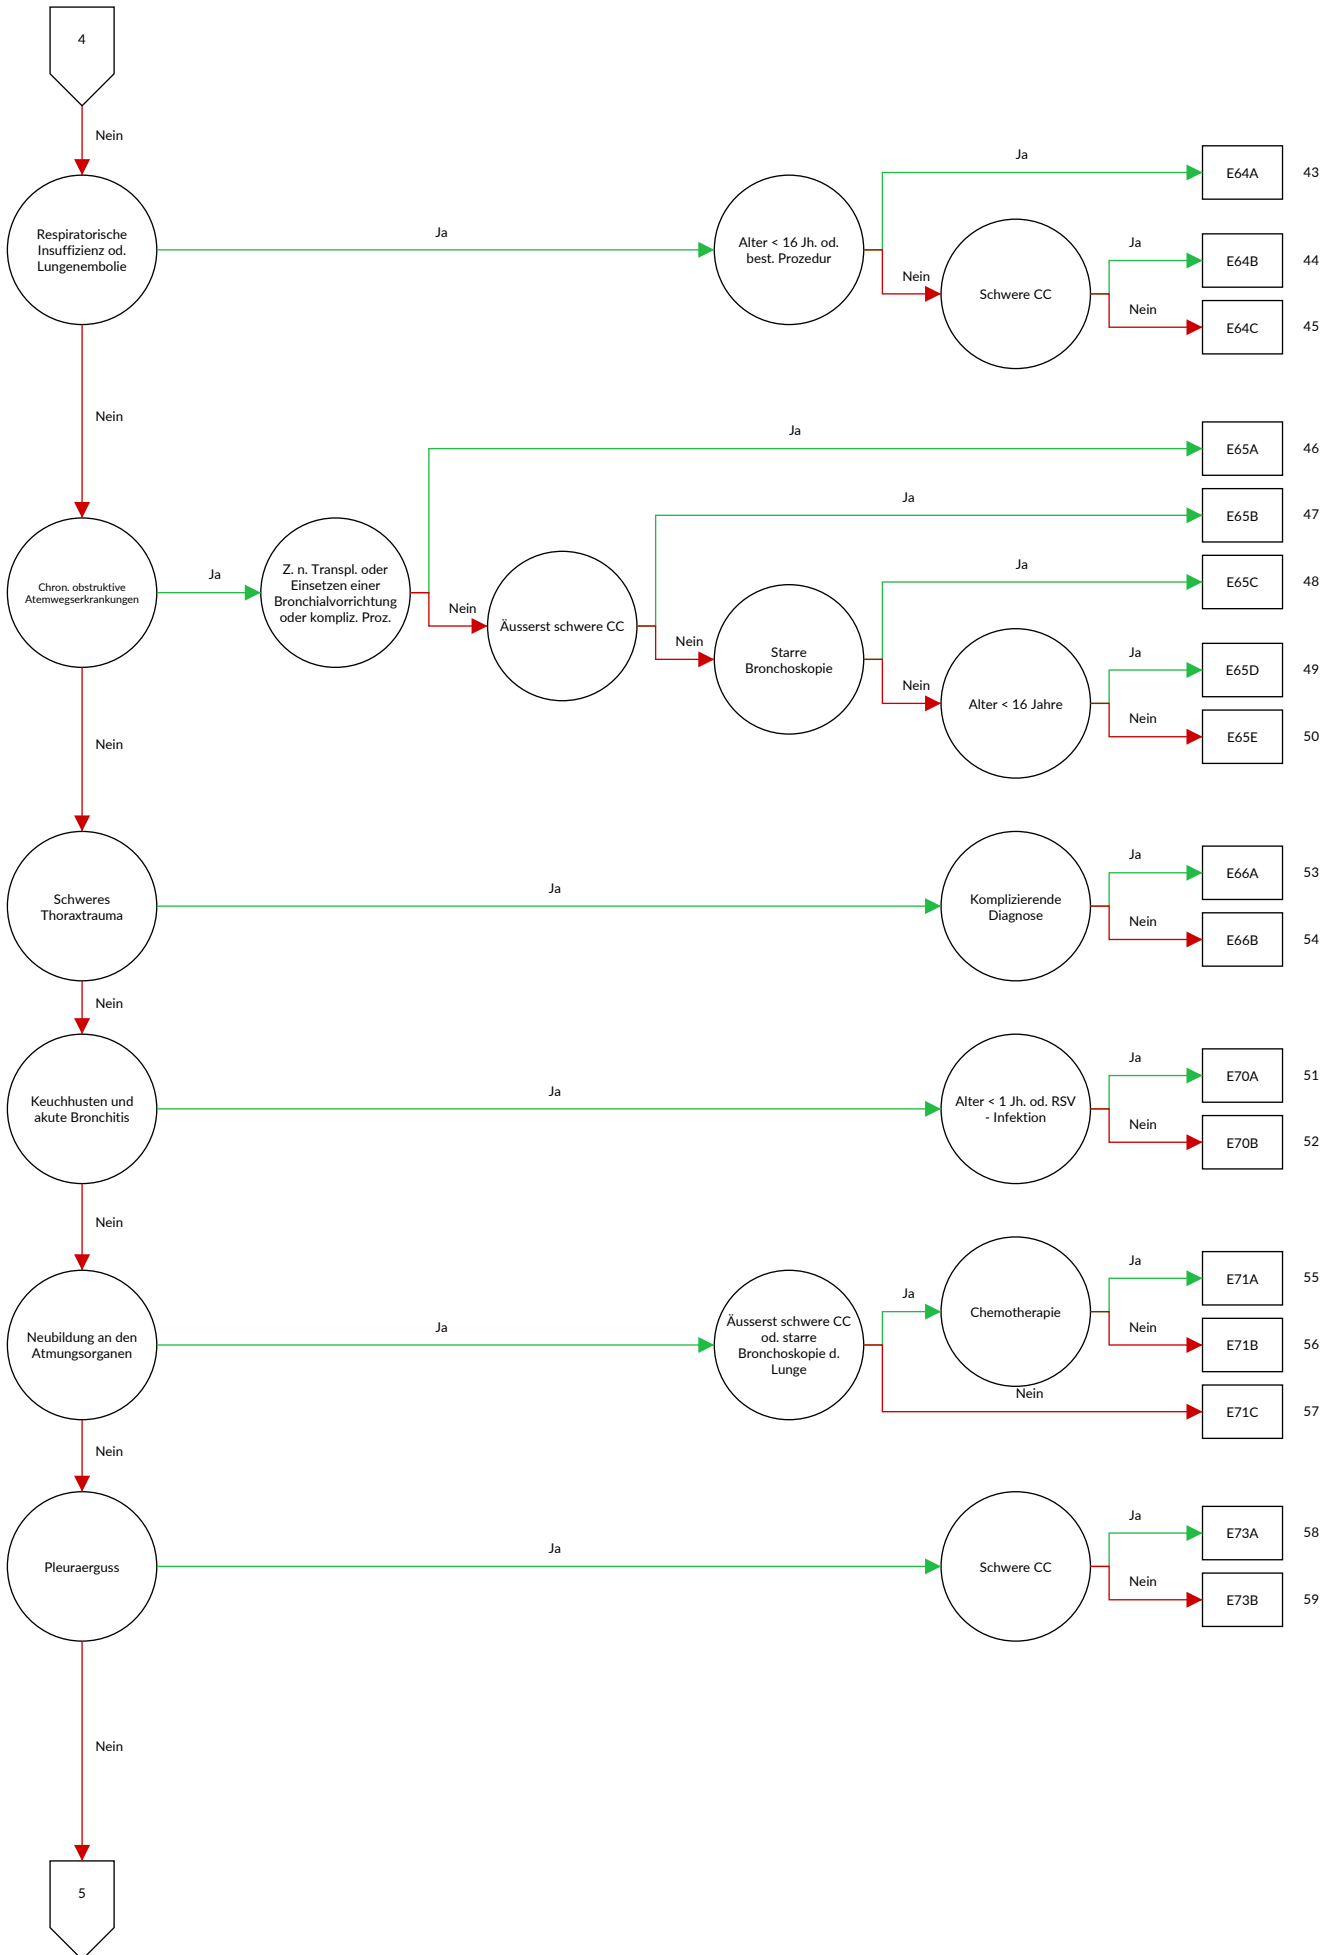 4
Nein
Respiratorische
Insuffizienz od.
Lungenembolie
Ja
Alter < 16 Jh. od.
best. Prozedur
Ja
E64A
43
Nein
Schwere CC
Ja
E64B
44
Nein
E64C
45
Nein
Chron. obstruktive
Atemwegserkrankungen
Ja
Z. n. Transpl. oder
Einsetzen einer
Bronchialvorrichtung
oder kompliz. Proz.
Ja
E65A
46
Nein
Äusserst schwere CC
Ja
E65B
47
Nein
Starre
Bronchoskopie
Ja
E65C
48
Nein
Alter < 16 Jahre
Ja
E65D
49
Nein
E65E
50
Nein
Schweres
Thoraxtrauma
Ja
Komplizierende
Diagnose
Ja
E66A
53
Nein
E66B
54
Nein
Keuchhusten und
akute Bronchitis
Ja
Alter < 1 Jh. od. RSV
- Infektion
Ja
E70A
51
Nein
E70B
52
Nein
Neubildung an den
Atmungsorganen
Ja
Äusserst schwere CC
od. starre
Bronchoskopie d.
Lunge
Ja
Chemotherapie
Ja
E71A
55
Nein
E71B
56
Nein
E71C
57
Nein
Pleuraerguss
Ja
Schwere CC
Ja
E73A
58
Nein
E73B
59
Nein
5